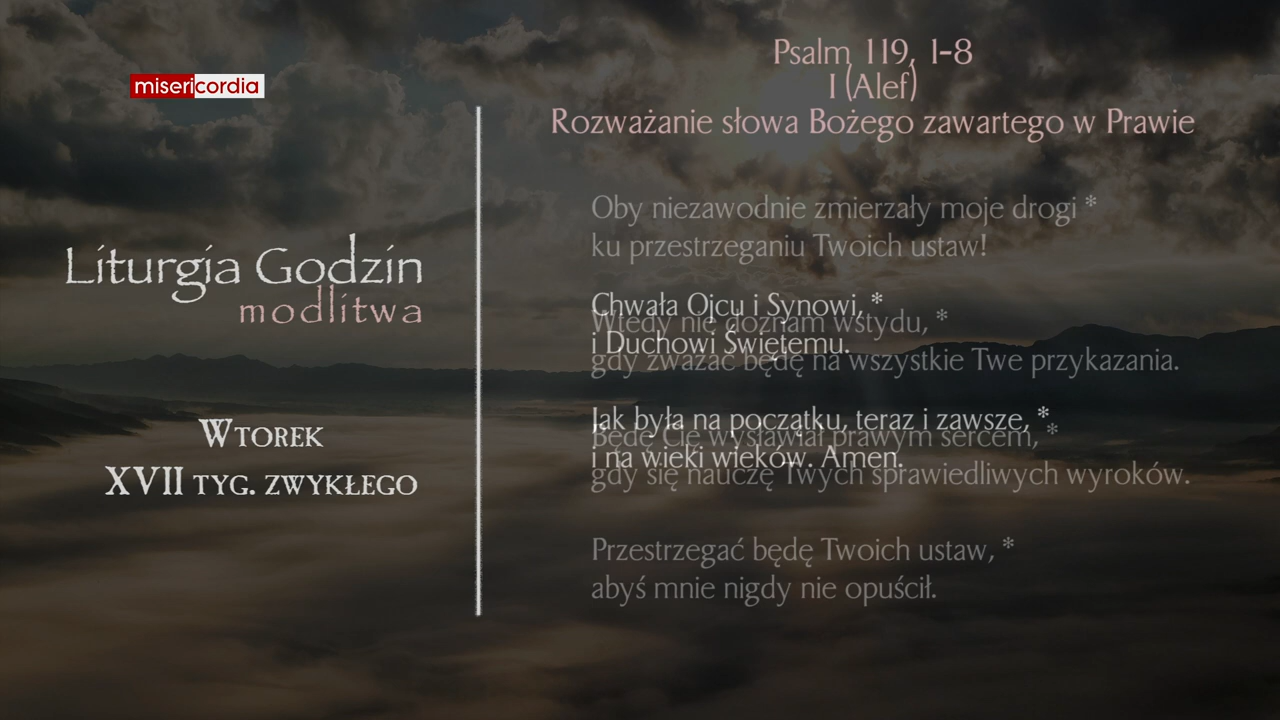 misericordia
Liturgia Godzin
modlitwa
Wtorek
XVII tyg. zwykłego
Psalm 119, 1-8
I (Alef)
Rozważanie słowa Bożego zawartego w Prawie
Oby niezawodnie zmierzały moje drogi *
ku przestrzeganiu Twoich ustaw!
Chwała Ojcu i Synowi, *
Wtedy nie doznam wstydu, *
i Duchowi Świętemu.
gdy zważać będę na wszystkie Twe przykazania.
Jak była na początku, teraz i zawsze, *
Będę Cię wysławiał prawym sercem, *
i na wieki wieków. Amen.
gdy się nauczę Twych sprawiedliwych wyroków.
Przestrzegać będę Twoich ustaw, *
abyś mnie nigdy nie opuścił.